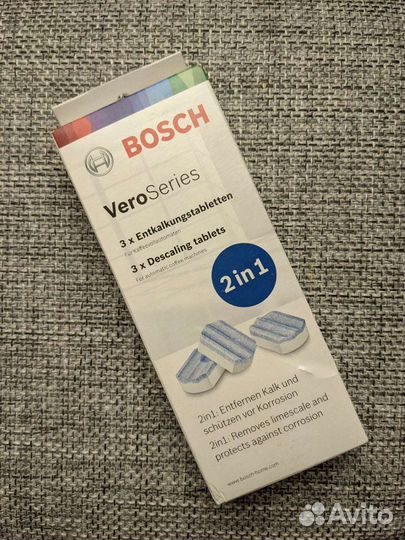 BOSCH
VeroSeries
3 x Entkalkungstabletten
Für Kaffeevollautomaten
3 x Descaling tablets
For automatic coffee machines
2 in 1
2in1: Entfernen Kalk und
schützen vor Korrosion
2in1: Removes limescale and
protects against corrosion
www.bosch-home.com
Avito